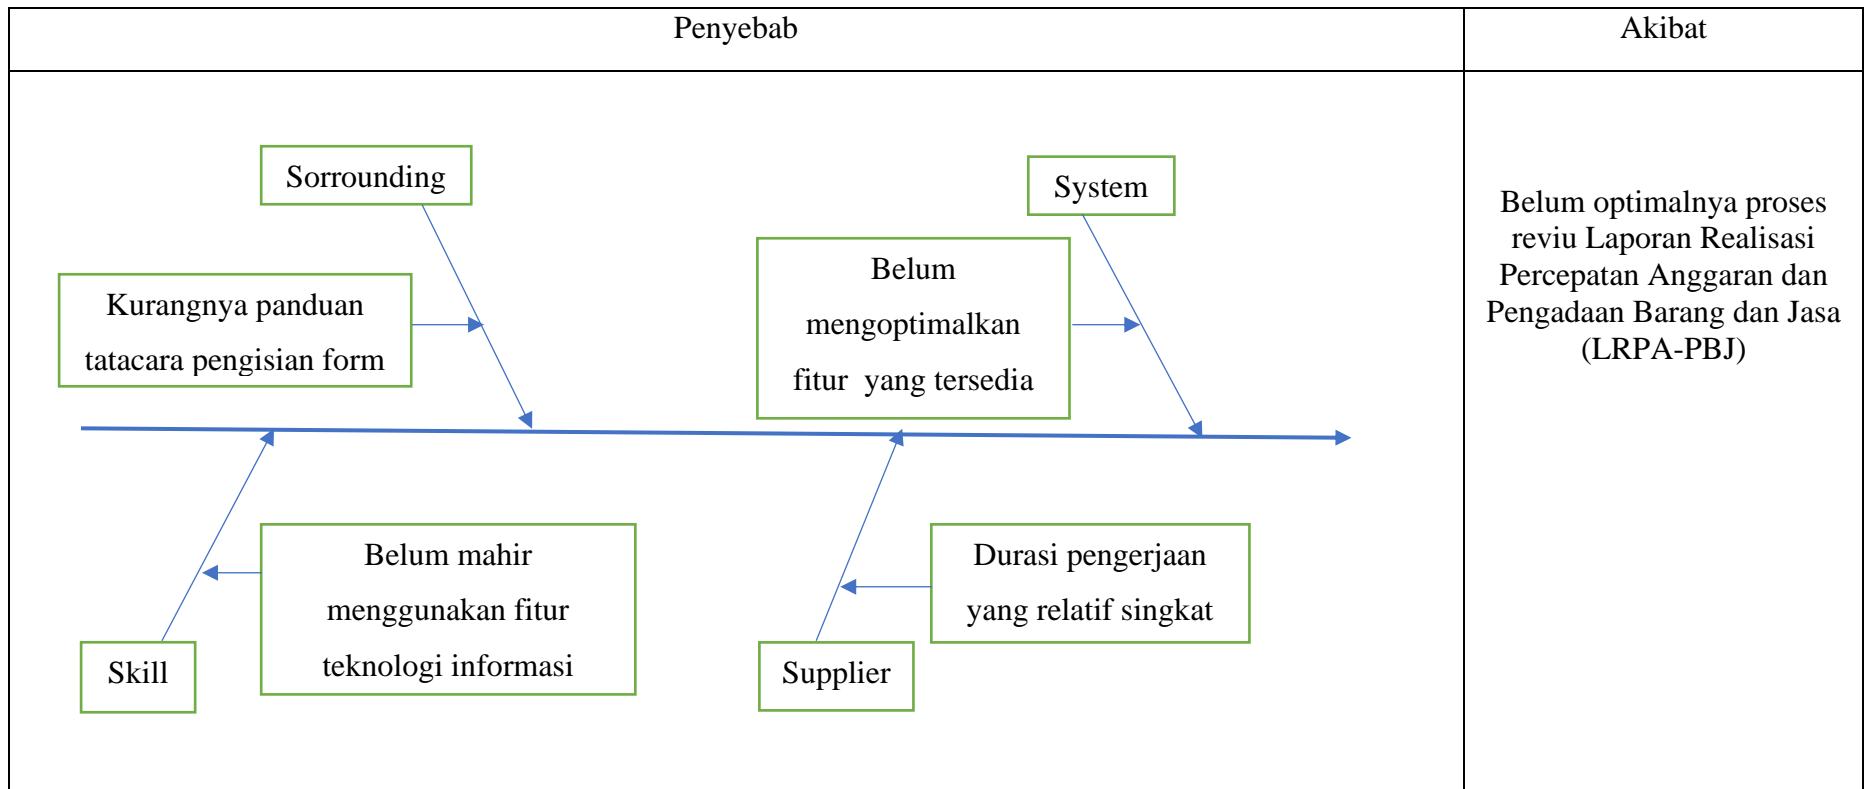 Penyebab
Akibat
Sorrounding
System
Kurangnya panduan
tatacara pengisian form
Belum
mengoptimalkan
fitur  yang tersedia
Belum mahir
menggunakan fitur
teknologi informasi
Durasi pengerjaan
yang relatif singkat
Skill
Supplier
Belum optimalnya proses
reviu Laporan Realisasi
Percepatan Anggaran dan
Pengadaan Barang dan Jasa
(LRPA-PBJ)